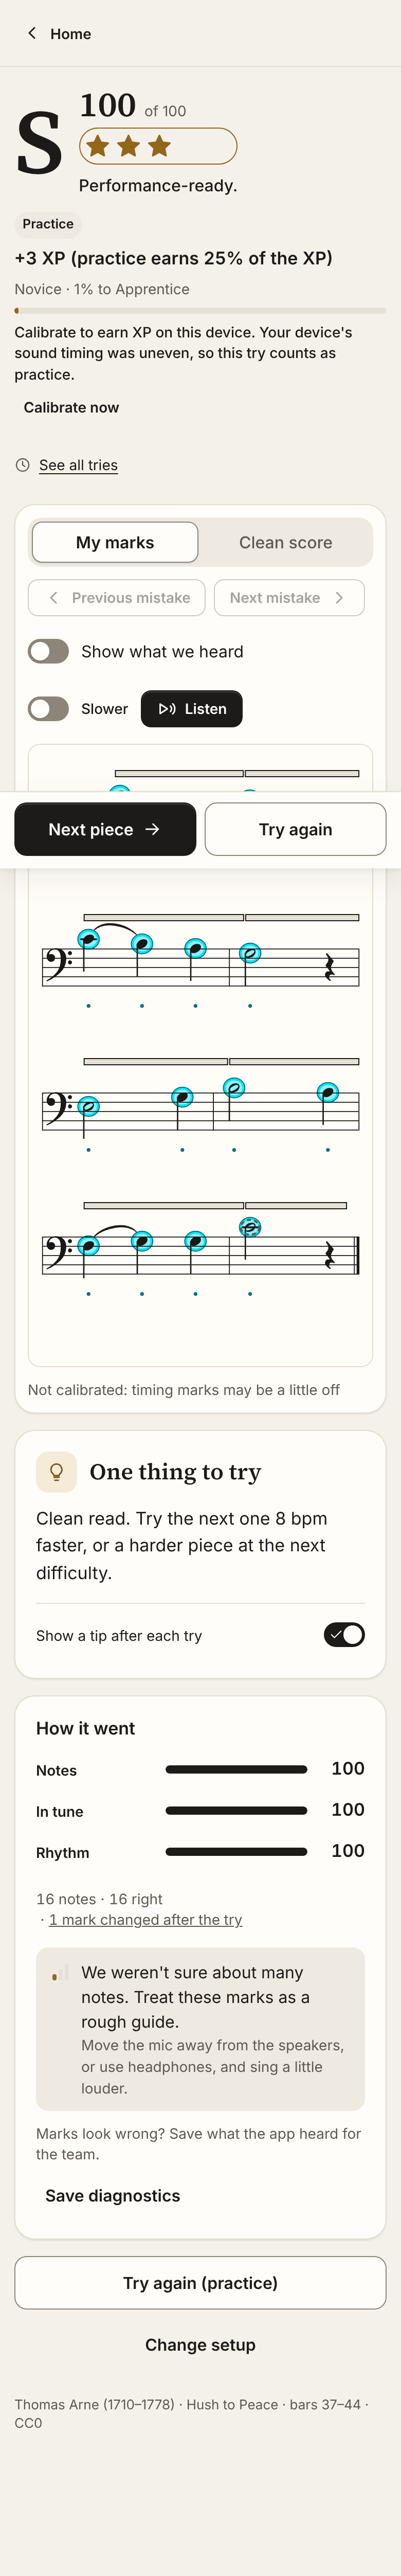 Home
S
100 of 100
Performance-ready.
Practice
+3 XP (practice earns 25% of the XP)
Novice · 1% to Apprentice
Calibrate to earn XP on this device. Your device's
sound timing was uneven, so this try counts as
practice.
Calibrate now
See all tries
My marks
Clean score
Previous mistake
Next mistake
Show what we heard
Slower
Listen
Next piece
Try again
Not calibrated: timing marks may be a little off
One thing to try
Clean read. Try the next one 8 bpm
faster, or a harder piece at the next
difficulty.
Show a tip after each try
How it went
Notes 100
In tune 100
Rhythm 100
16 notes · 16 right
· 1 mark changed after the try
We weren't sure about many
notes. Treat these marks as a
rough guide.
Move the mic away from the speakers,
or use headphones, and sing a little
louder.
Marks look wrong? Save what the app heard for
the team.
Save diagnostics
Try again (practice)
Change setup
Thomas Arne (1710–1778) · Hush to Peace · bars 37–44 ·
CC0